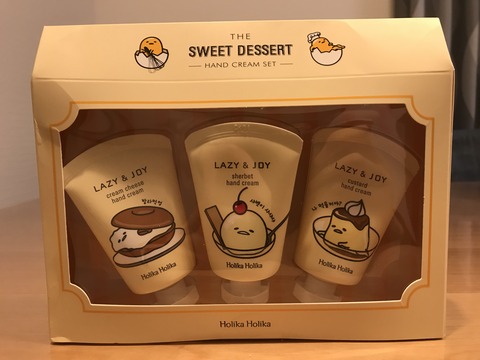 THE
SWEET DESSERT
HAND CREAM SET
LAZY & JOY
cream cheese
hand cream
Holika Holika
LAZY & JOY
sherbet
hand cream
Holika Holika
LAZY & JOY
custard
hand cream
Holika Holika
Holika Holika